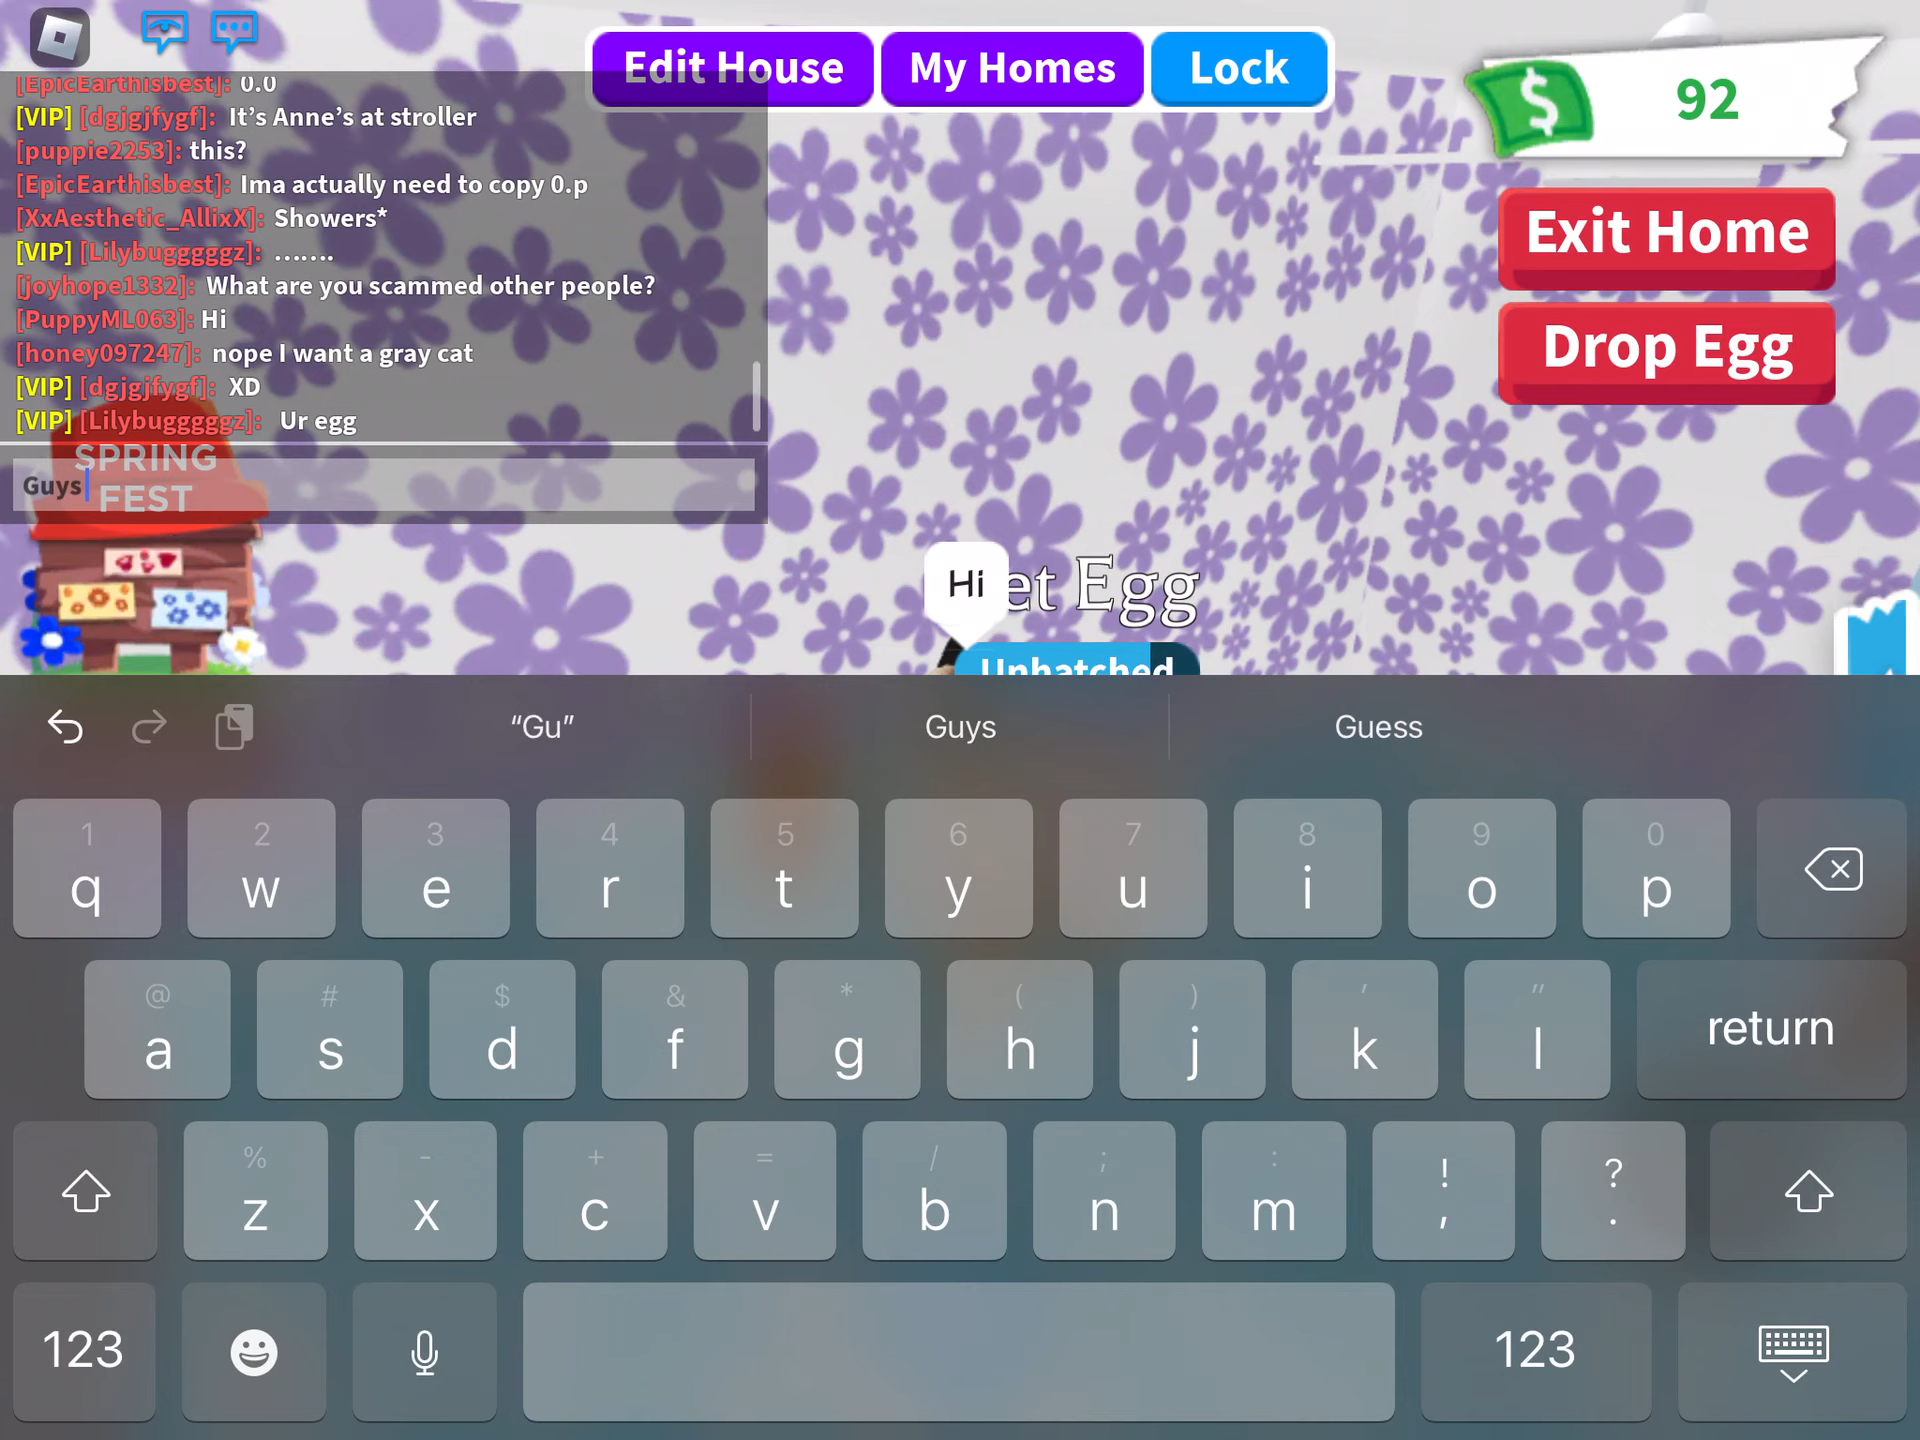 Edit House
My Homes
Lock
92
[EpicEarthisbest]: 0.0
[VIP] [dgjgjfygf]: It’s Anne’s at stroller
[puppie2253]: this?
[EpicEarthisbest]: Ima actually need to copy 0.p
[XxAesthetic_AllixX]: Showers*
[VIP] [Lilybugggggz]: .......
[joyhope1332]: What are you scammed other people?
[PuppyML063]: Hi
[honey097247]: nope I want a gray cat
[VIP] [dgjgjfygf]: XD
[VIP] [Lilybugggggz]: Ur egg
Exit Home
Drop Egg
SPRING
FEST
Guys
Hi
et Egg
Unhatched
“Gu” Guys Guess
1 2 3 4 5 6 7 8 9 0
q w e r t y u i o p
@ # $ & * ( ) ' "
a s d f g h j k l return
% - + = / ; : ! ?
z x c v b n m , .
123 123